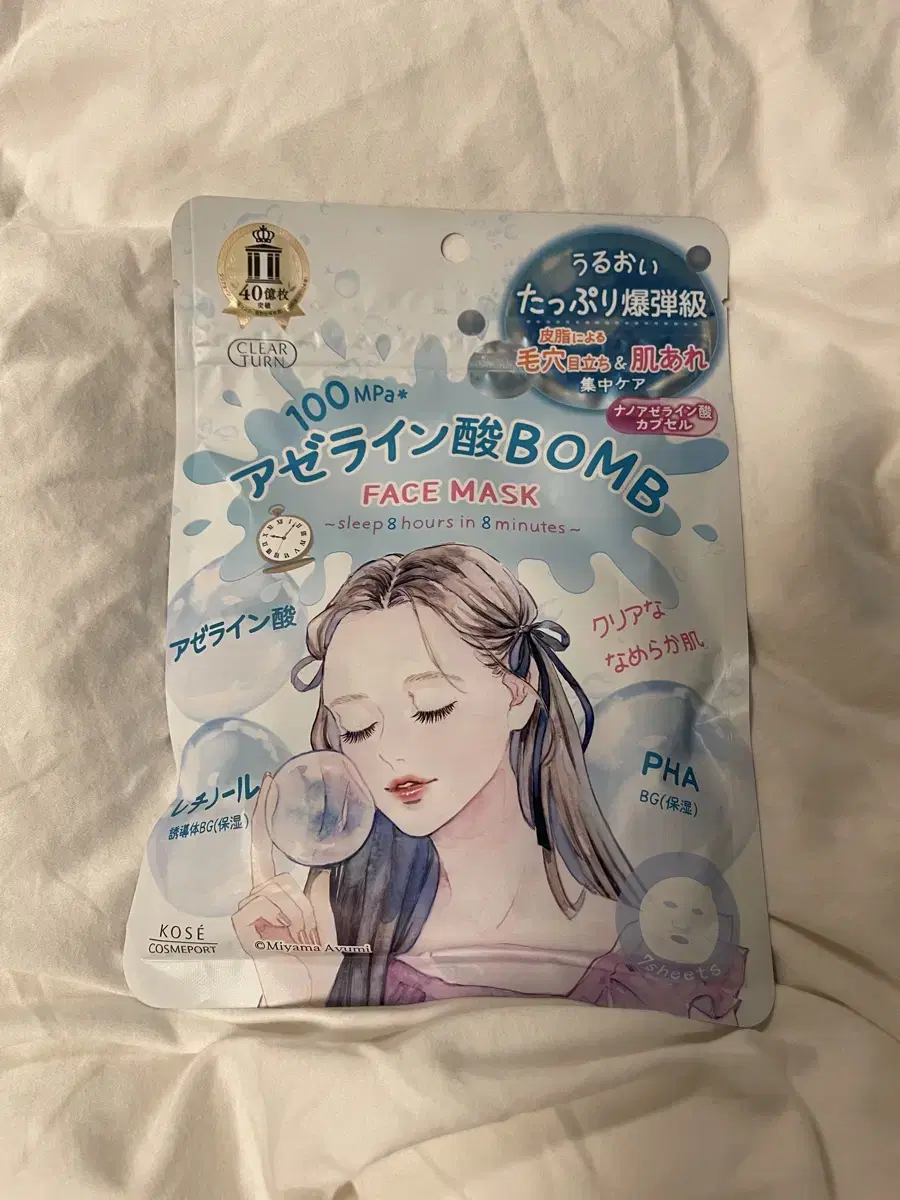 40億枚
突破
CLEAR
TURN
うるおい
たっぷり爆弾級
皮脂による
毛穴目立ち&肌あれ
集中ケア
ナノアゼライン酸
カプセル
100MPa*
アゼライン酸BOMB
FACE MASK
~sleep 8 hours in 8 minutes~
アゼライン酸
クリアな
なめらか肌
レチノール
誘導体BG(保湿)
PHA
BG(保湿)
KOSÉ
COSMEPORT
©Miyama Ayumi
7sheets